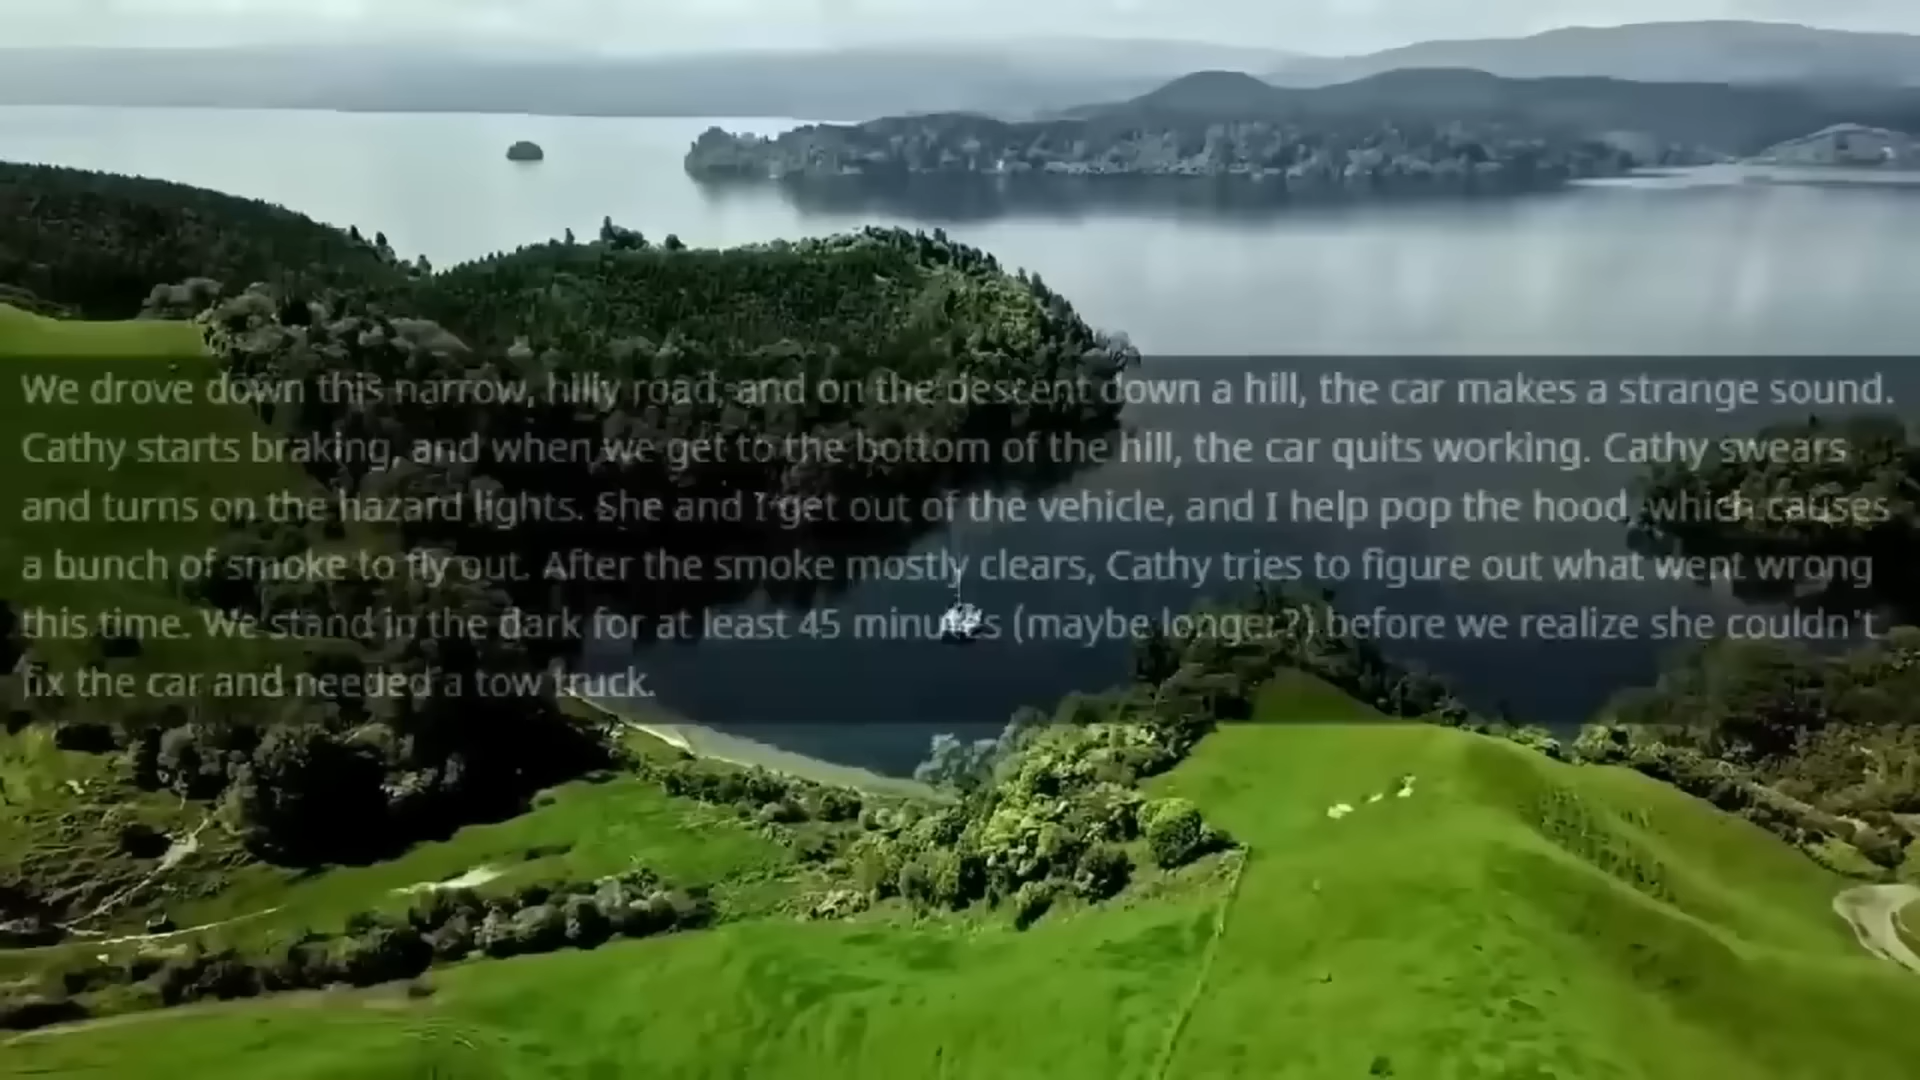 We drove down this narrow, hilly road, and on the descent down a hill, the car makes a strange sound.
Cathy starts braking, and when we get to the bottom of the hill, the car quits working. Cathy swears
and turns on the hazard lights. She and I get out of the vehicle, and I help pop the hood, which causes
a bunch of smoke to fly out. After the smoke mostly clears, Cathy tries to figure out what went wrong
this time. We stand in the dark for at least 45 minutes (maybe longer?) before we realize she couldn't
fix the car and needed a tow truck.